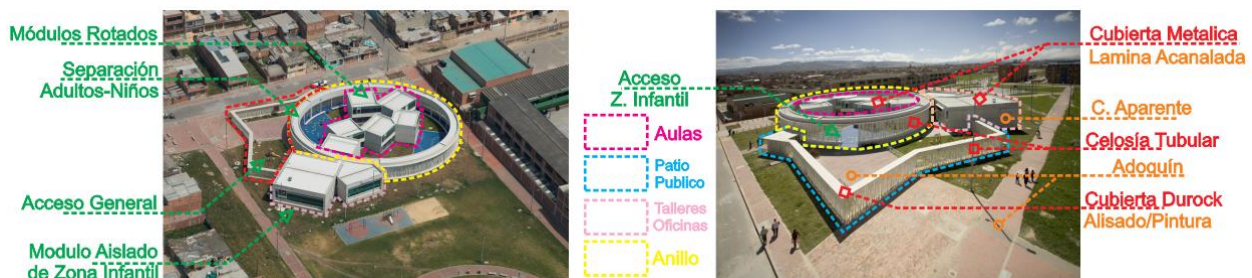 Módulos Rotados
Separación
Adultos-Niños
Acceso General
Modulo Aislado
de Zona Infantil
Acceso
Z. Infantil
Aulas
Patio
Publico
Talleres
Oficinas
Anillo
Cubierta Metalica
Lamina Acanalada
C. Aparente
Celosía Tubular
Adoquín
Cubierta Durock
Alisado/Pintura